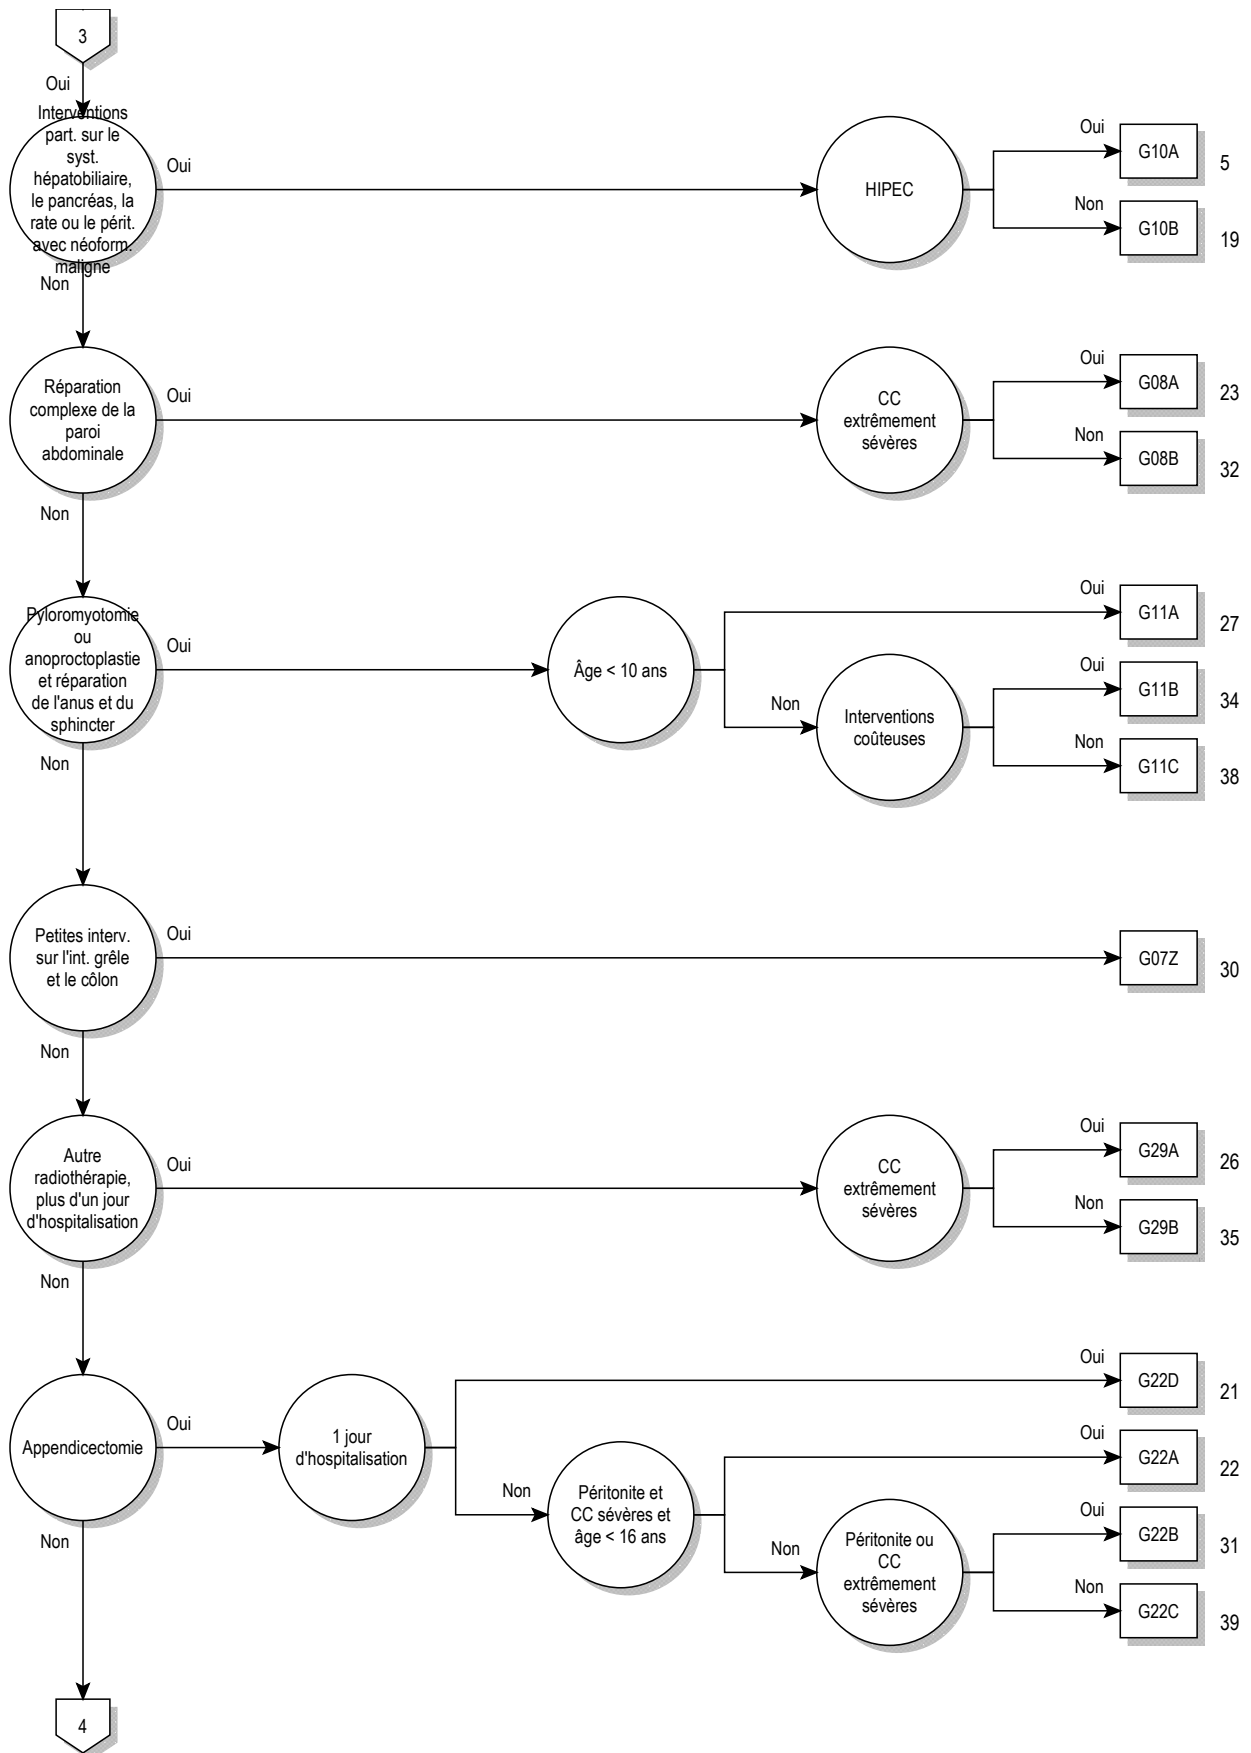 3
Oui
Interventions
part. sur le
syst.
hépatobiliaire,
le pancréas, la
rate ou le périt.
avec néoform.
maligne
Oui
HIPEC
Oui
G10A
5
Non
G10B
19
Non
Réparation
complexe de la
paroi
abdominale
Oui
CC
extrêmement
sévères
Oui
G08A
23
Non
G08B
32
Non
Pyloromyotomie
ou
anoproctoplastie
et réparation
de l'anus et du
sphincter
Oui
Âge < 10 ans
Oui
G11A
27
Non
Interventions
coûteuses
Oui
G11B
34
Non
G11C
38
Non
Petites interv.
sur l'int. grêle
et le côlon
Oui
G07Z
30
Non
Autre
radiothérapie,
plus d'un jour
d'hospitalisation
Oui
CC
extrêmement
sévères
Oui
G29A
26
Non
G29B
35
Non
Appendicectomie
Oui
1 jour
d'hospitalisation
Oui
G22D
21
Non
Péritonite et
CC sévères et
âge < 16 ans
Oui
G22A
22
Non
Péritonite ou
CC
extrêmement
sévères
Oui
G22B
31
Non
G22C
39
Non
4